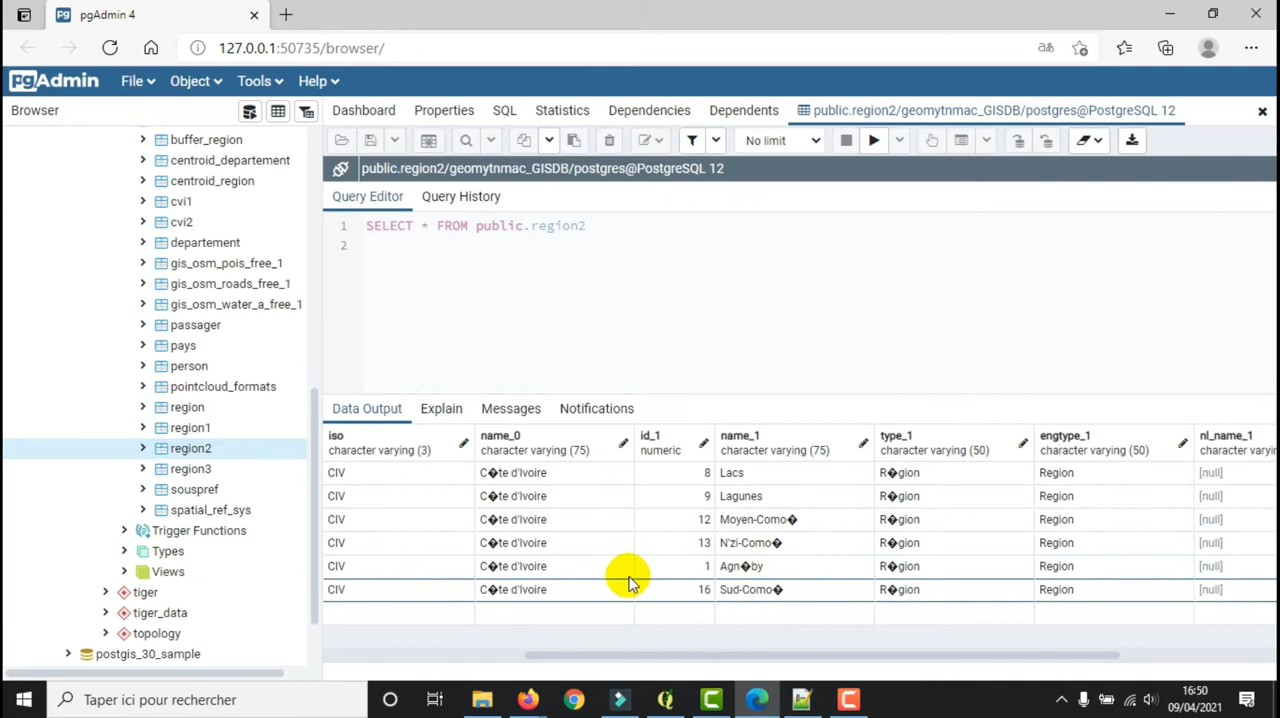 pgAdmin 4
127.0.0.1:50735/browser/
pgAdmin File Object Tools Help
Browser
Dashboard Properties SQL Statistics Dependencies Dependents public.region2/geomytnmac_GISDB/postgres@PostgreSQL 12
No limit
public.region2/geomytnmac_GISDB/postgres@PostgreSQL 12
Query Editor Query History
1 SELECT * FROM public.region2
2
buffer_region
centroid_departement
centroid_region
cvi1
cvi2
departement
gis_osm_pois_free_1
gis_osm_roads_free_1
gis_osm_water_a_free_1
passager
pays
person
pointcloud_formats
region
region1
region2
region3
souspref
spatial_ref_sys
Trigger Functions
Types
Views
tiger
tiger_data
topology
postgis_30_sample
Data Output Explain Messages Notifications
iso name_0 id_1 name_1 type_1 engtype_1 nl_name_1
character varying (3) character varying (75) numeric character varying (75) character varying (50) character varying (50) character varying
CIV C�te d'Ivoire 8 Lacs R�gion Region [null]
CIV C�te d'Ivoire 9 Lagunes R�gion Region [null]
CIV C�te d'Ivoire 12 Moyen-Como� R�gion Region [null]
CIV C�te d'Ivoire 13 N'zi-Como� R�gion Region [null]
CIV C�te d'Ivoire 1 Agn�by R�gion Region [null]
CIV C�te d'Ivoire 16 Sud-Como� R�gion Region [null]
Taper ici pour rechercher
16:50
09/04/2021